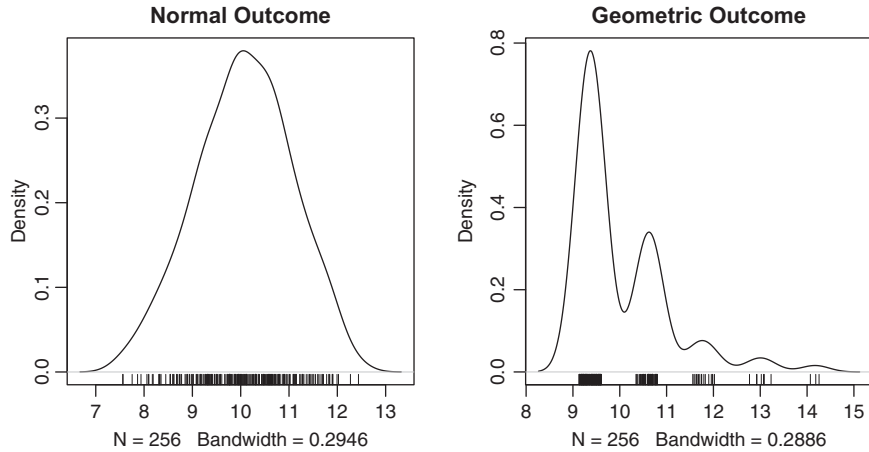 Normal Outcome
Density
0.0
0.1
0.2
0.3
7 8 9 10 11 12 13
N = 256 Bandwidth = 0.2946
Geometric Outcome
Density
0.0
0.2
0.4
0.6
0.8
8 9 10 11 12 13 14 15
N = 256 Bandwidth = 0.2886